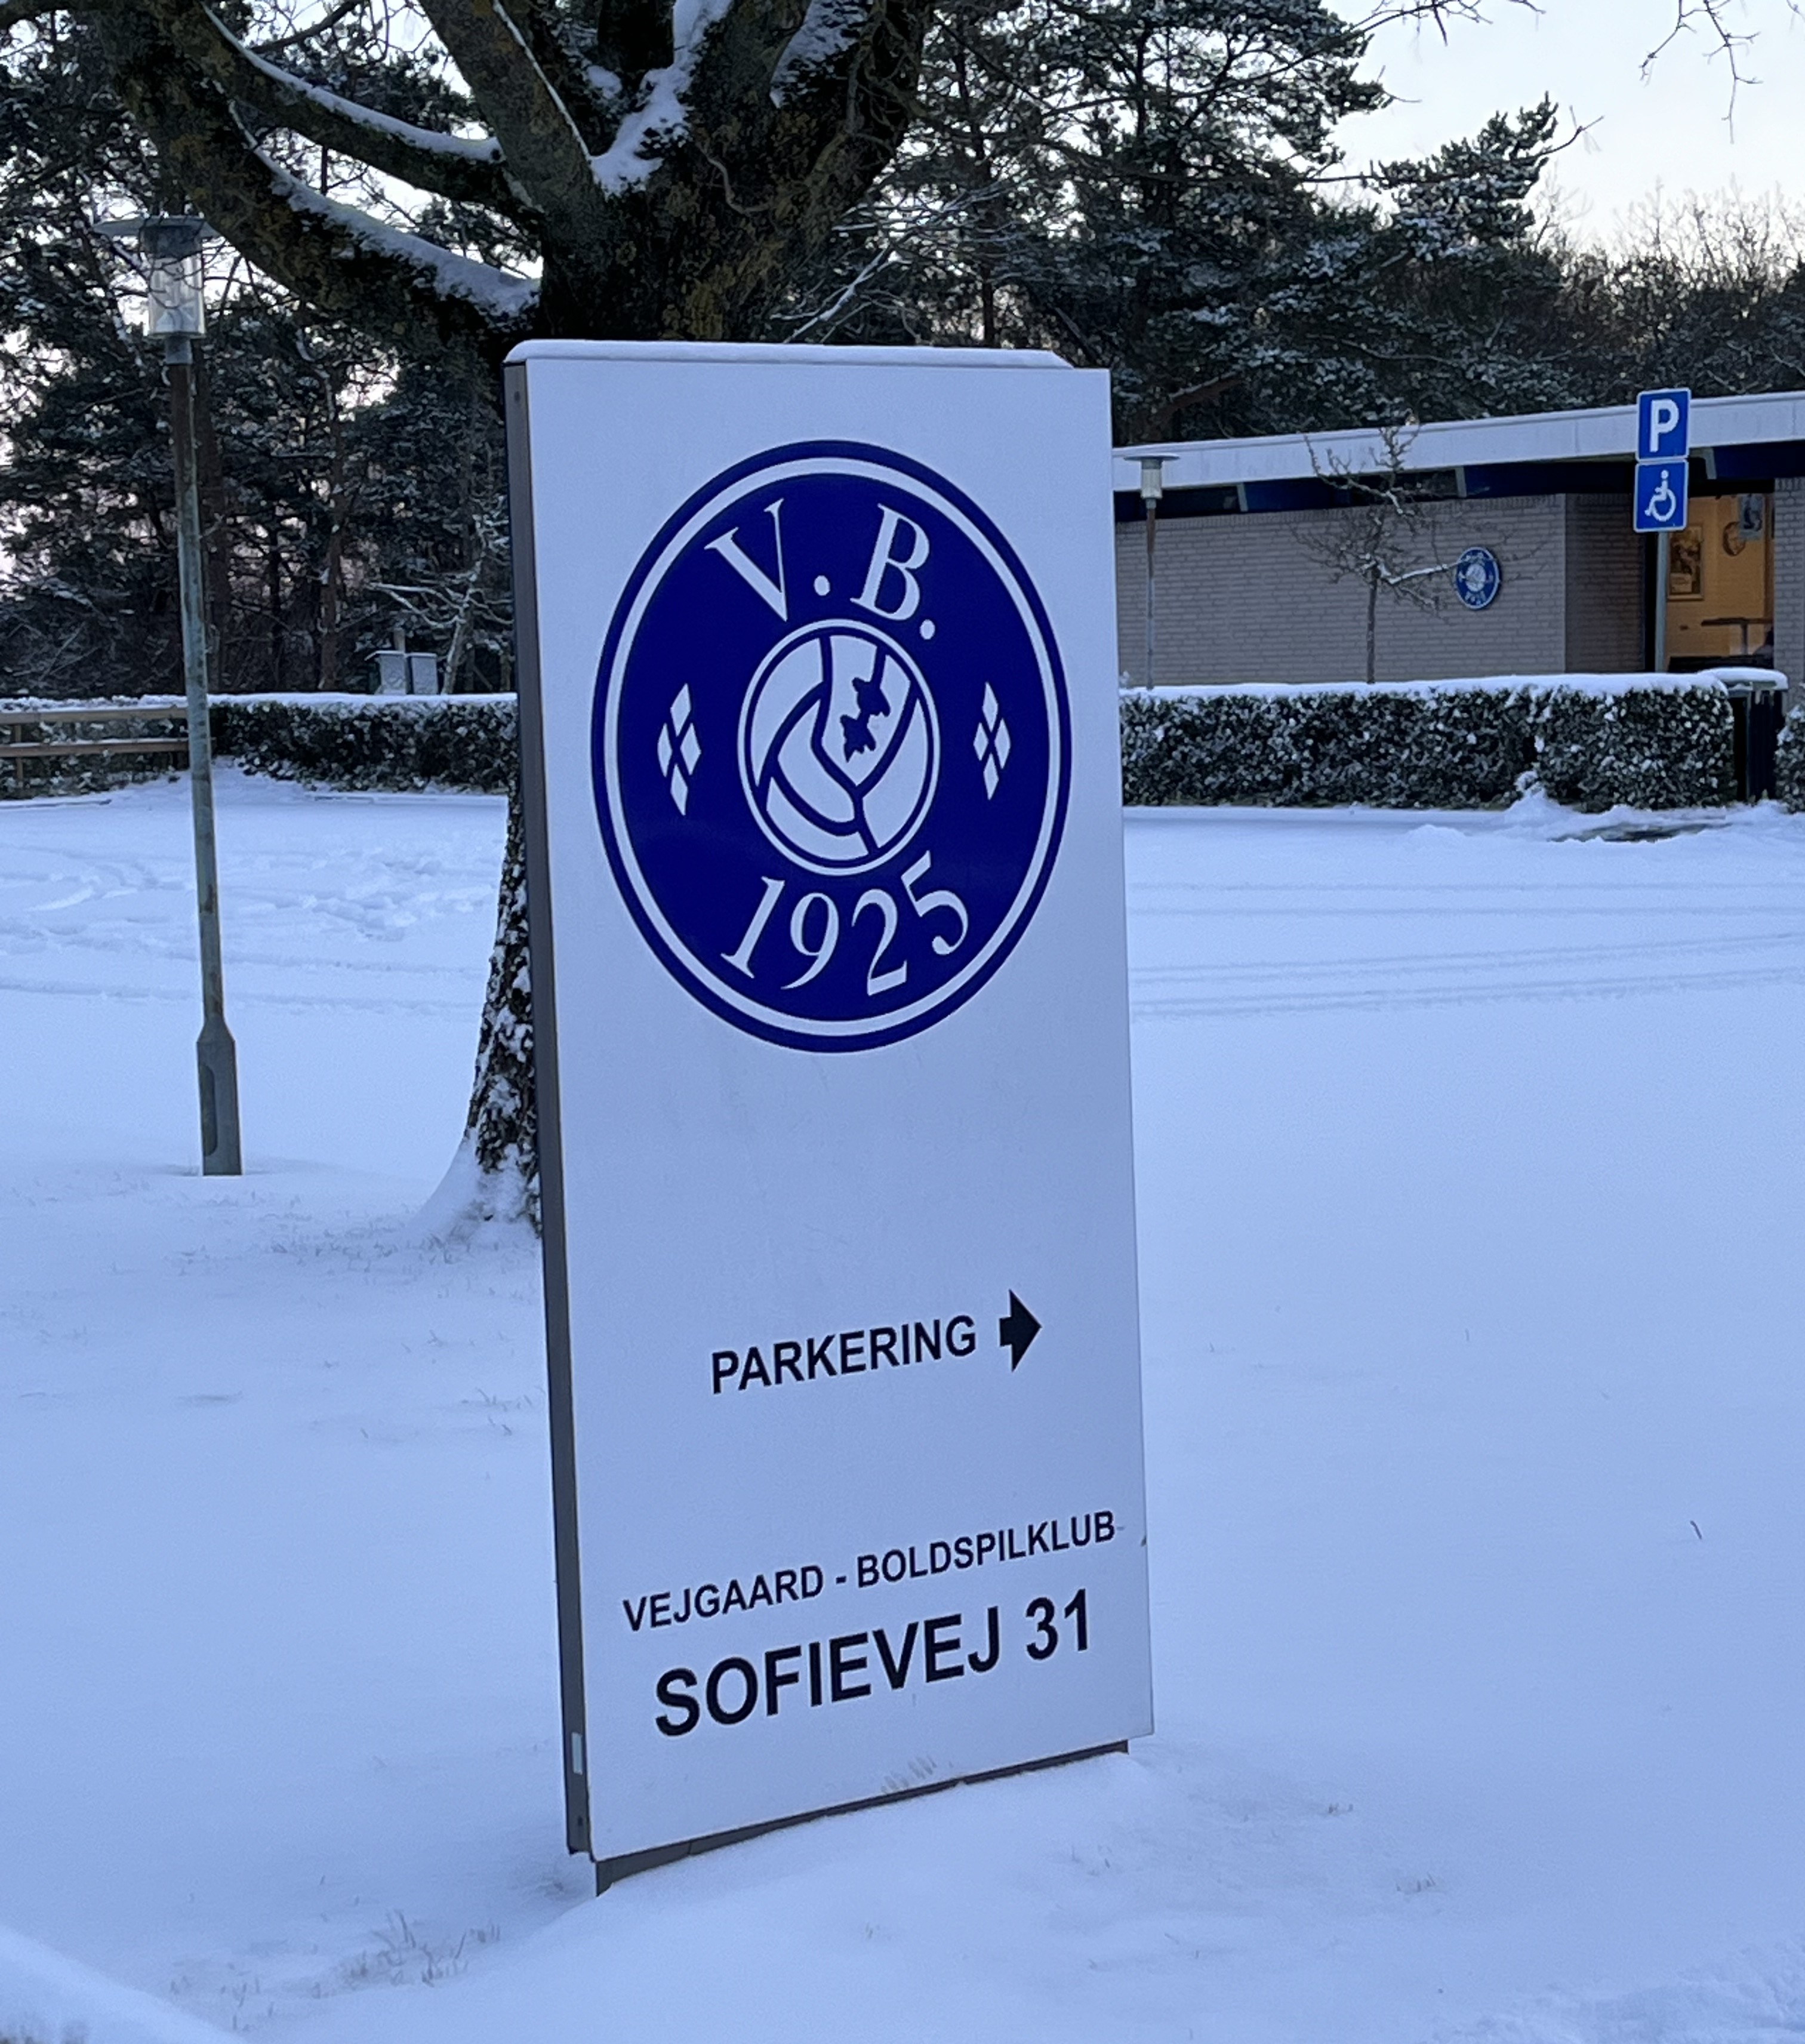 V.B.
1925
PARKERING
VEJGAARD - BOLDSPILKLUB
SOFIEVEJ 31
P